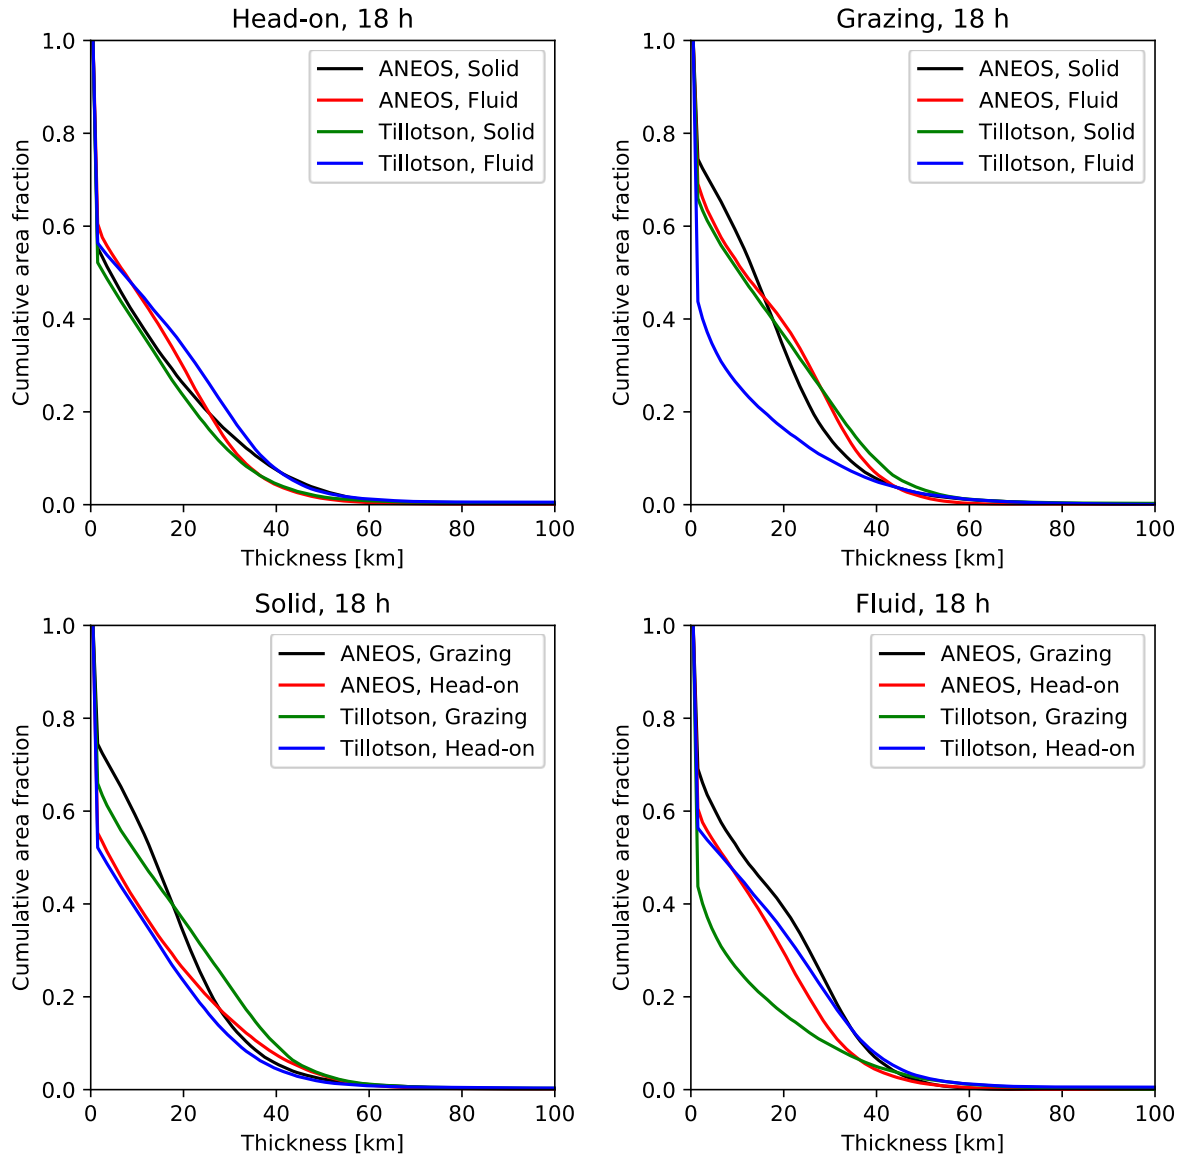 Head-on, 18 h
1.0
0.8
0.6
0.4
0.2
0.0
Cumulative area fraction
ANEOS, Solid
ANEOS, Fluid
Tillotson, Solid
Tillotson, Fluid
0 20 40 60 80 100
Thickness [km]
Grazing, 18 h
1.0
0.8
0.6
0.4
0.2
0.0
Cumulative area fraction
ANEOS, Solid
ANEOS, Fluid
Tillotson, Solid
Tillotson, Fluid
0 20 40 60 80 100
Thickness [km]
Solid, 18 h
1.0
0.8
0.6
0.4
0.2
0.0
Cumulative area fraction
ANEOS, Grazing
ANEOS, Head-on
Tillotson, Grazing
Tillotson, Head-on
0 20 40 60 80 100
Thickness [km]
Fluid, 18 h
1.0
0.8
0.6
0.4
0.2
0.0
Cumulative area fraction
ANEOS, Grazing
ANEOS, Head-on
Tillotson, Grazing
Tillotson, Head-on
0 20 40 60 80 100
Thickness [km]